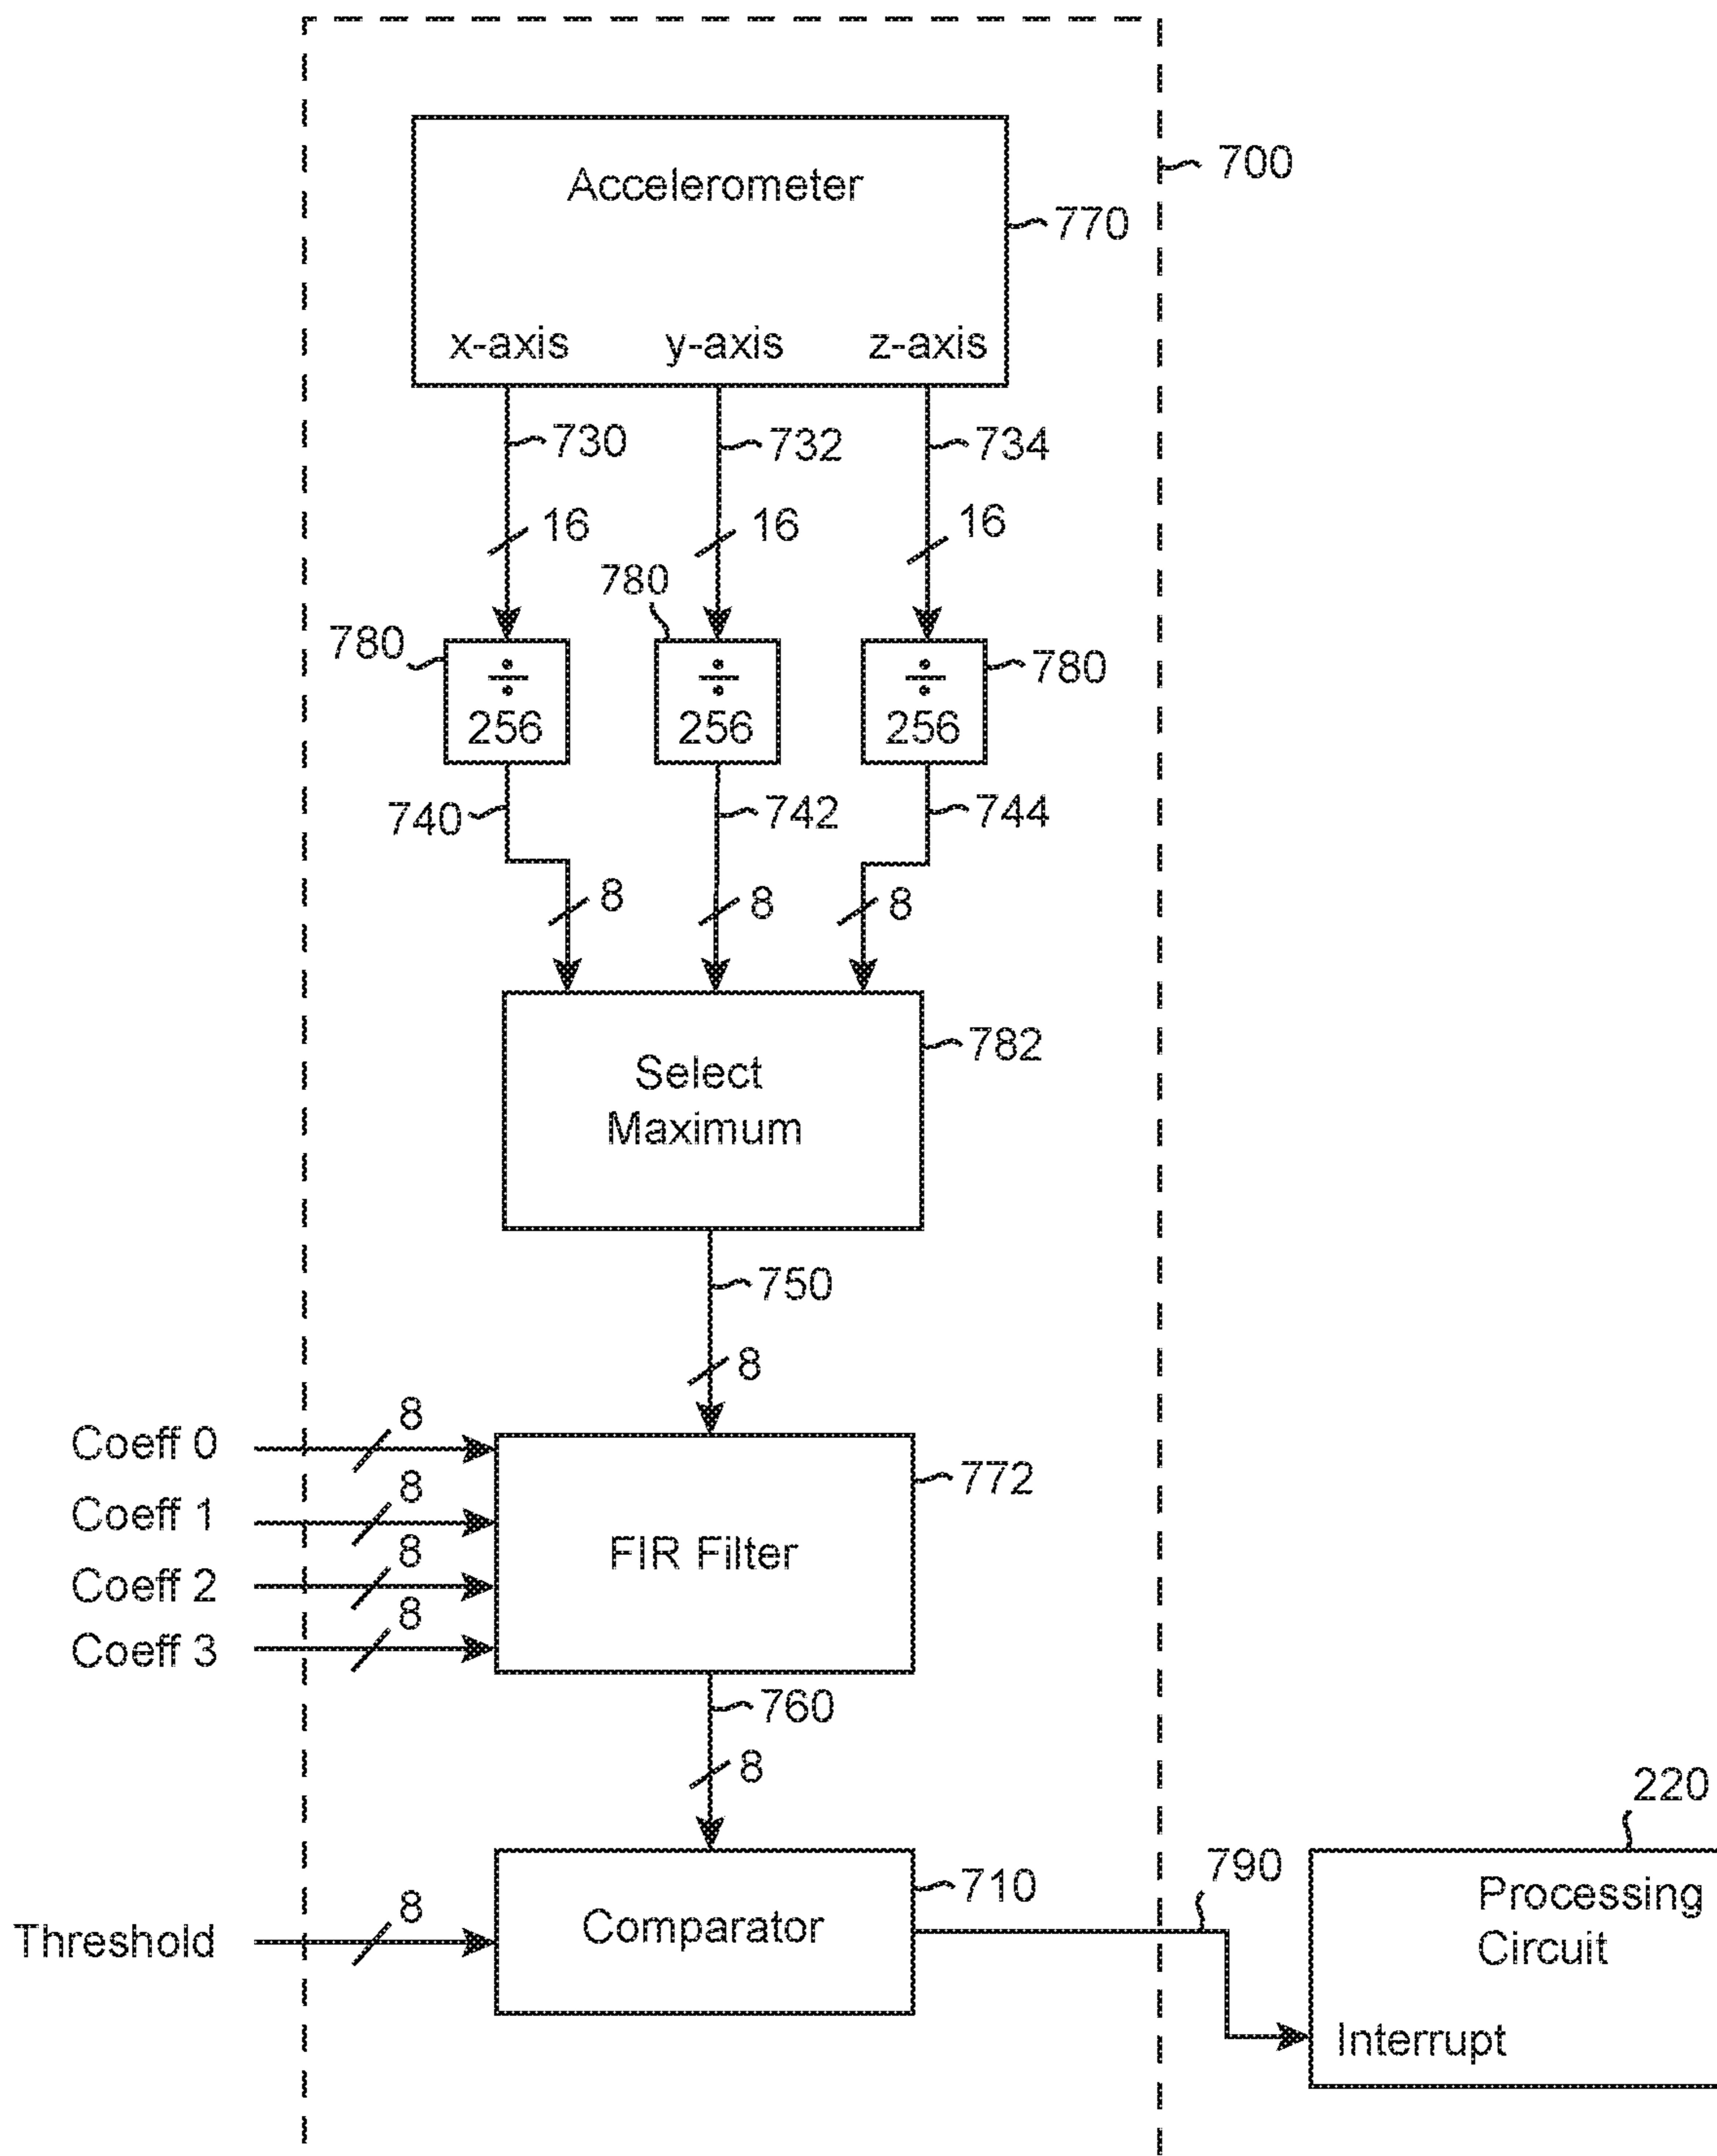 700
Accelerometer
770
x-axis y-axis z-axis
730 732 734
16 16 16
780
780 ÷ ÷ ÷ 780
256 256 256
740 742 744
8 8 8
782
Select
Maximum
750
8
Coeff 0 8
772
Coeff 1 8
FIR Filter
Coeff 2 8
Coeff 3 8
760
8
220
790
710
Processing
Circuit
Threshold 8
Comparator
Interrupt